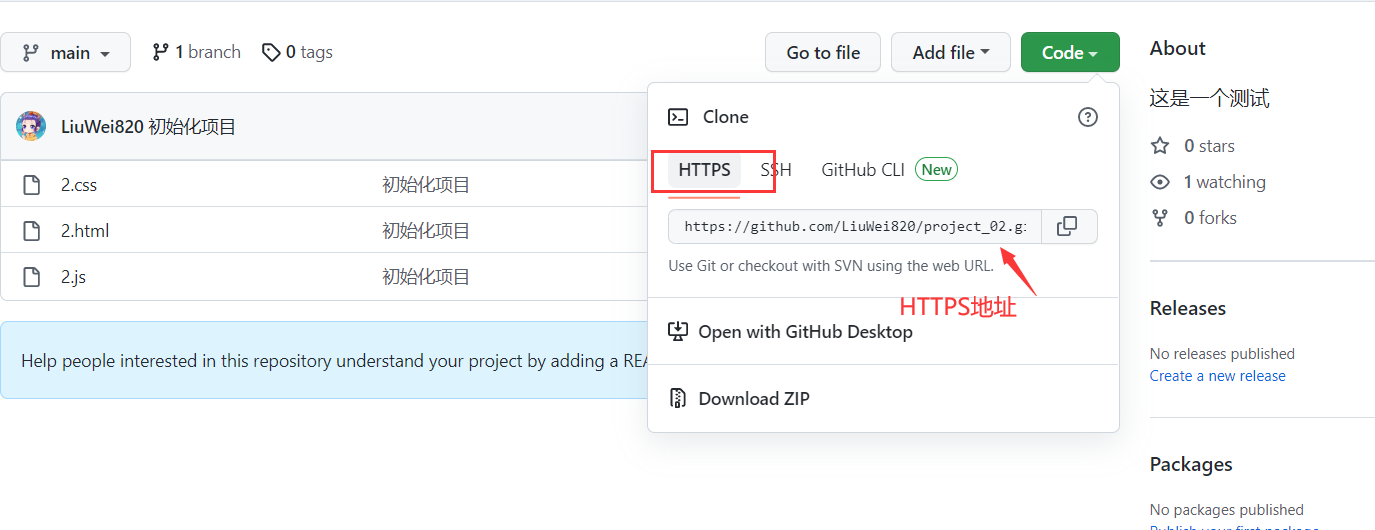 main 1 branch 0 tags Go to file Add file Code
About
这是一个测试
LiuWei820 初始化项目
Clone
0 stars
HTTPS SSH GitHub CLI New
2.css 初始化项目
1 watching
2.html 初始化项目
https://github.com/LiuWei820/project_02.gi
0 forks
2.js 初始化项目
Use Git or checkout with SVN using the web URL.
HTTPS地址
Releases
Open with GitHub Desktop
No releases published
Help people interested in this repository understand your project by adding a REA
Create a new release
Download ZIP
Packages
No packages published
Publish your first package